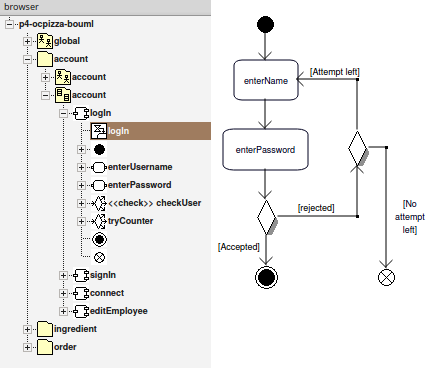 browser
p4-ocpizza-bouml
global
account
account
account
logIn
logIn
enterUsername
enterPassword
<<check>> checkUser
tryCounter
signIn
connect
editEmployee
ingredient
order
enterName
[Attempt left]
enterPassword
[rejected]
[No
attempt
left]
[Accepted]